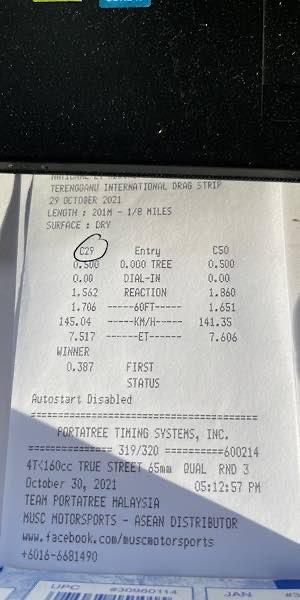 TERENGGANU INTERNATIONAL DRAG STRIP
29 OCTOBER 2021
LENGTH : 201M - 1/8 MILES
SURFACE : DRY
C29 Entry C50
0.500 0.000 TREE 0.500
0.00 DIAL-IN 0.00
1.562 REACTION 1.860
1.706 -----60FT----- 1.651
145.04 -----KM/H----- 141.35
7.517 ------ET----- 7.606
WINNER
0.387 FIRST
STATUS
Autostart Disabled
========================================
PORTATREE TIMING SYSTEMS, INC.
=============== 319/320 ==========600214
4T<160cc TRUE STREET 65mm QUAL RND 3
October 30, 2021 05:12:57 PM
TEAM PORTATREE MALAYSIA
MUSC MOTORSPORTS - ASEAN DISTRIBUTOR
www.facebook.com/muscmotorsports
+6016-6681490
UPC #30960114 JAN